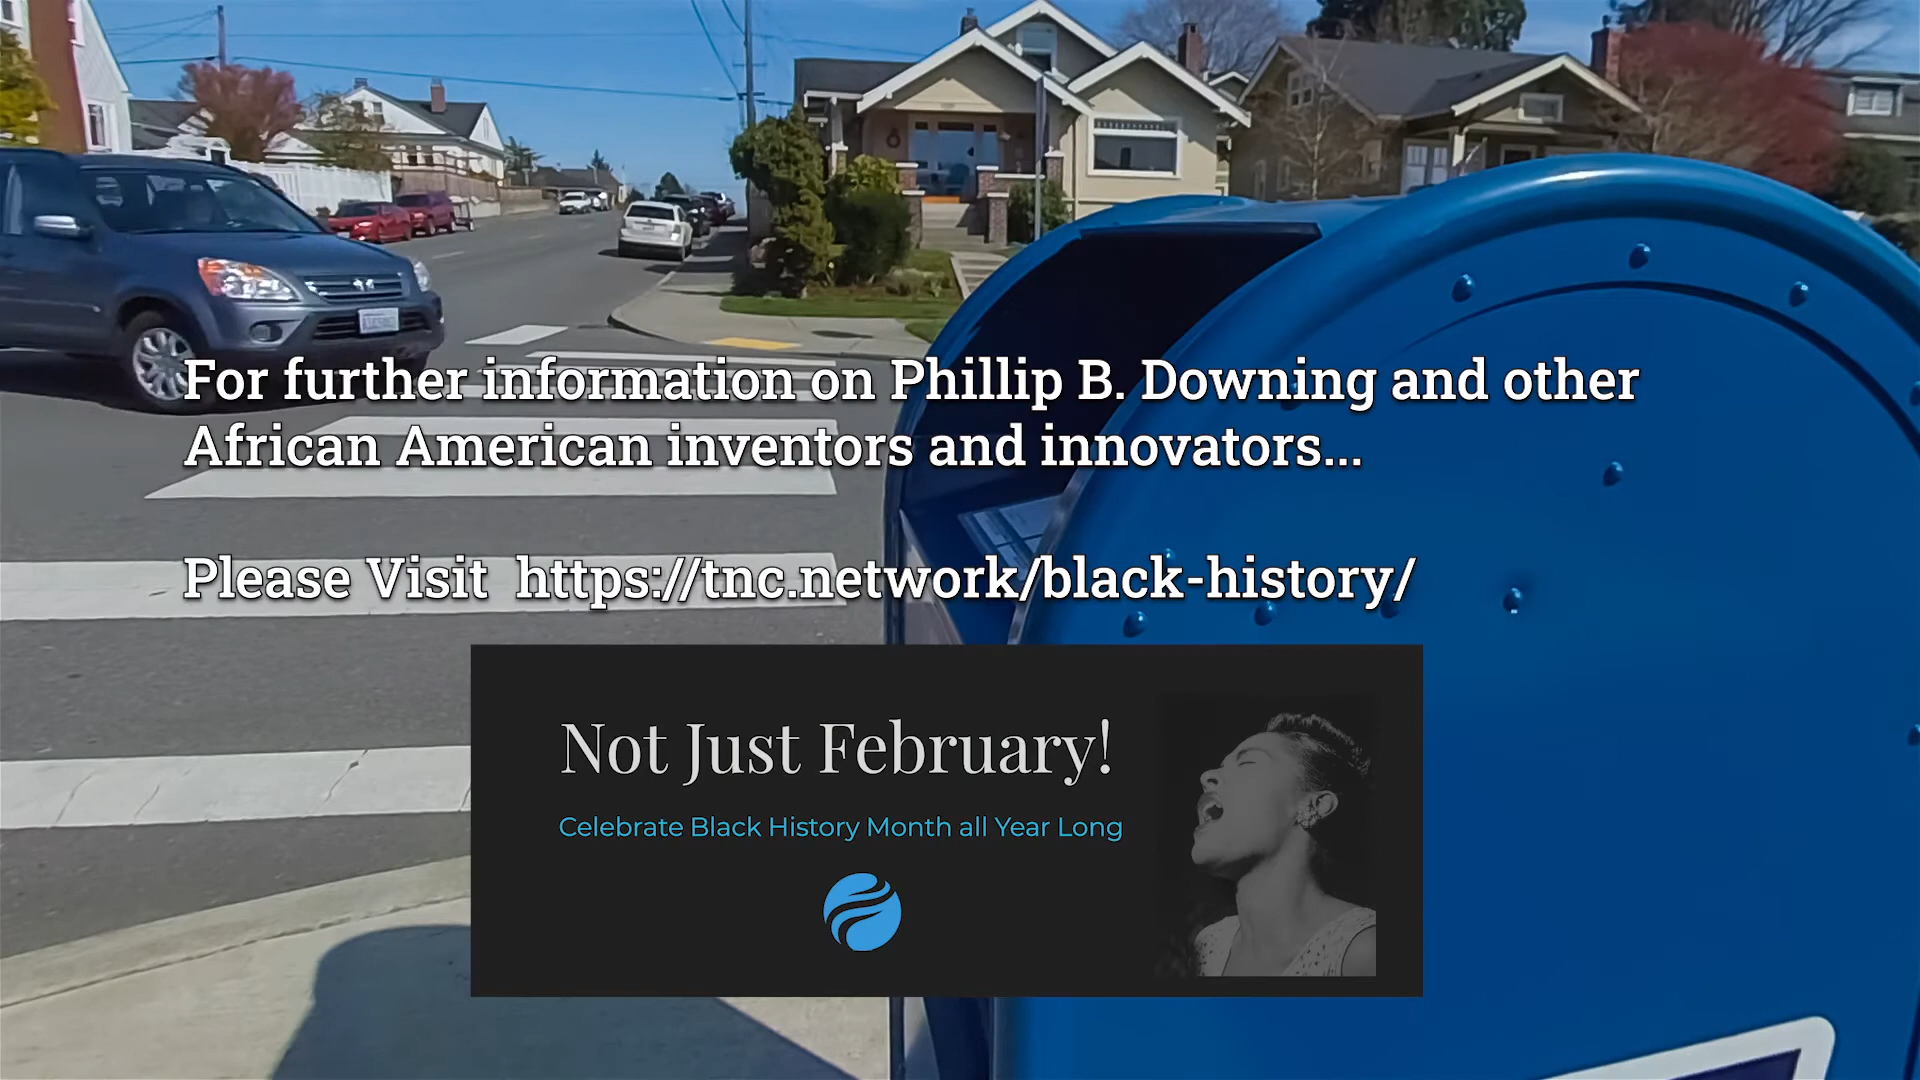 For further information on Phillip B. Downing and other
African American inventors and innovators...
Please Visit https://tnc.network/black-history/
Not Just February!
Celebrate Black History Month all Year Long